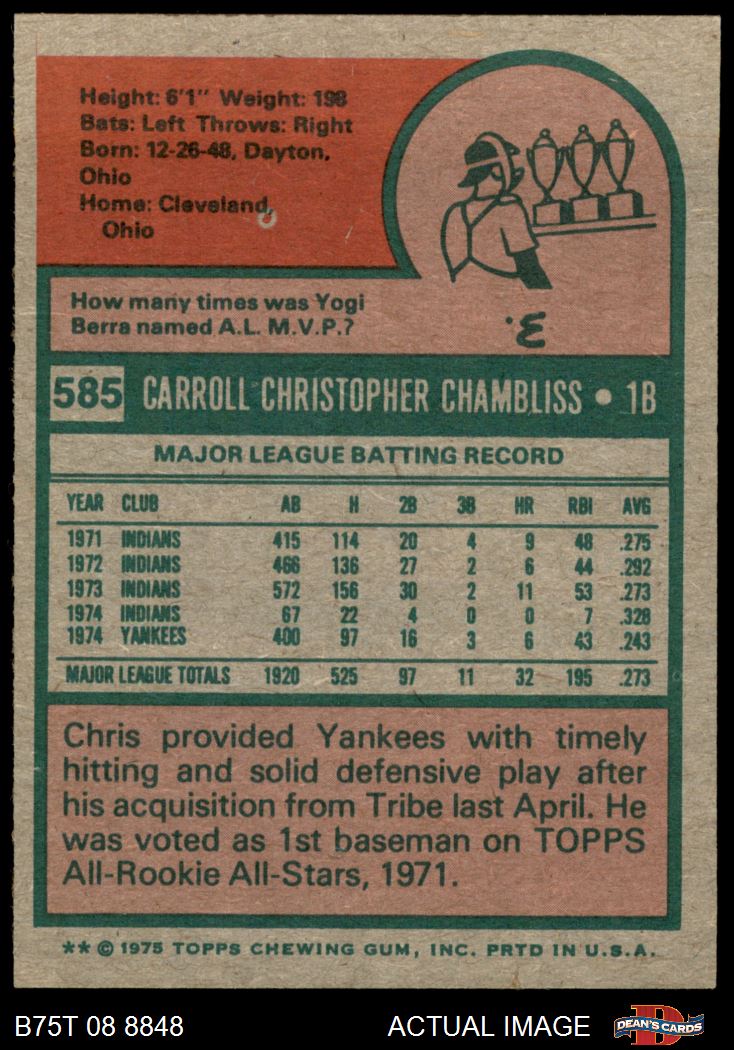 Height: 6'1" Weight: 198
Bats: Left Throws: Right
Born: 12-26-48, Dayton,
Ohio
Home: Cleveland,
Ohio
How many times was Yogi
Berra named A.L. M.V.P.?
3.
585 CARROLL CHRISTOPHER CHAMBLISS • 1B
MAJOR LEAGUE BATTING RECORD
YEAR CLUB AB H 2B 3B HR RBI AVG
1971 INDIANS 415 114 20 4 9 48 .275
1972 INDIANS 466 136 27 2 6 44 .292
1973 INDIANS 572 156 30 2 11 53 .273
1974 INDIANS 67 22 4 0 0 7 .328
1974 YANKEES 400 97 16 3 6 43 .243
MAJOR LEAGUE TOTALS 1920 525 97 11 32 195 .273
Chris provided Yankees with timely
hitting and solid defensive play after
his acquisition from Tribe last April. He
was voted as 1st baseman on TOPPS
All-Rookie All-Stars, 1971.
** © 1975 TOPPS CHEWING GUM, INC. PRTD IN U.S.A.
B75T 08 8848 ACTUAL IMAGE DEAN'S CARDS